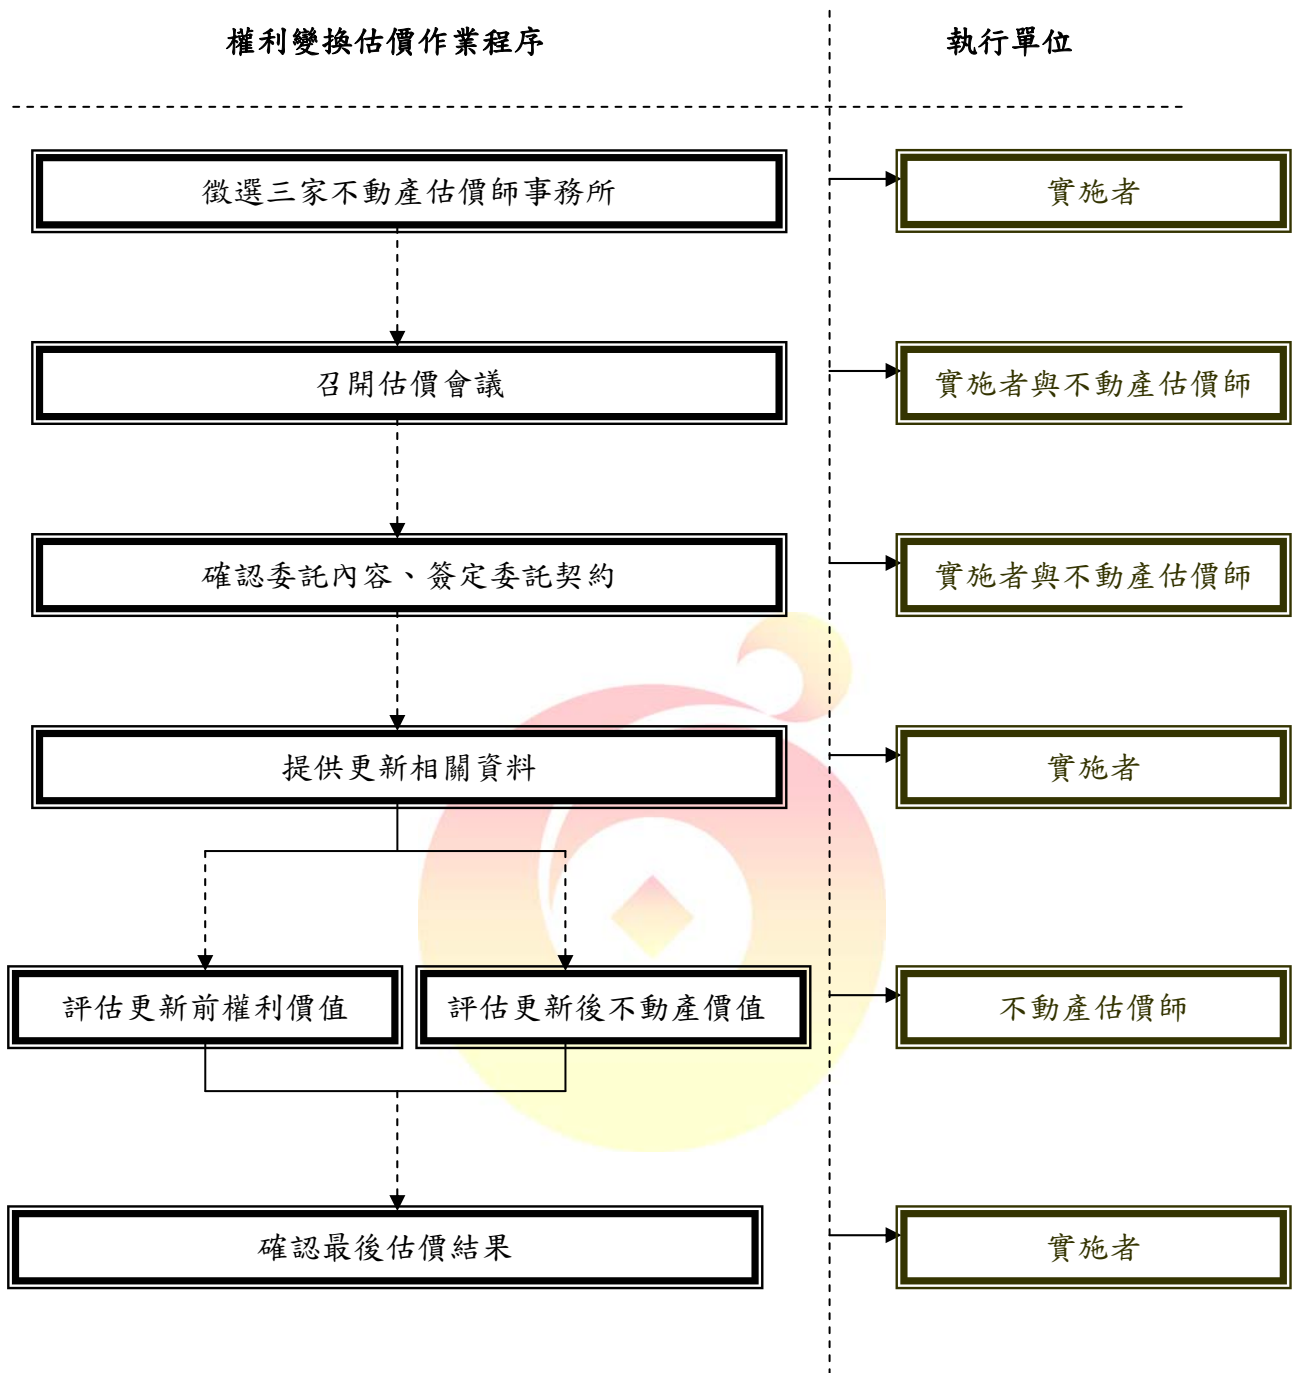 權利變換估價作業程序
執行單位
徵選三家不動產估價師事務所
實施者
召開估價會議
實施者與不動產估價師
確認委託內容、簽定委託契約
實施者與不動產估價師
提供更新相關資料
實施者
評估更新前權利價值
評估更新後不動產價值
不動產估價師
確認最後估價結果
實施者